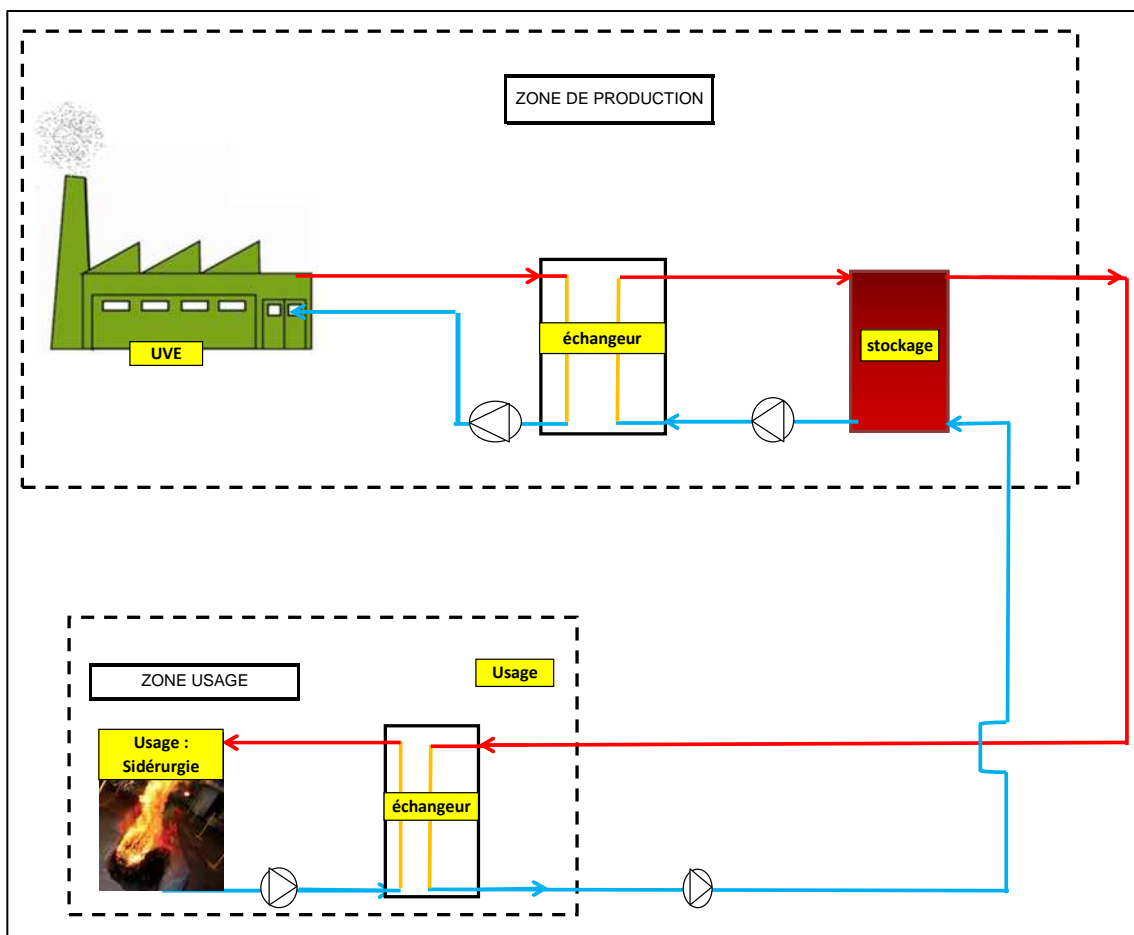 ZONE DE PRODUCTION
échangeur
stockage
UVE
Usage
ZONE USAGE
Usage :
Sidérurgie
échangeur